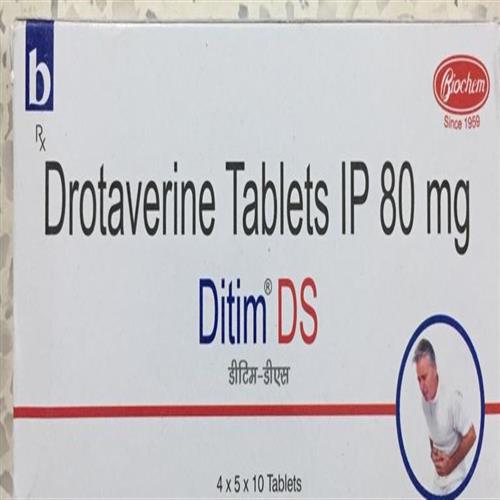 b
Biochem
Since 1959
Rx
Drotaverine Tablets IP 80 mg
Ditim® DS
डीटिम-डीएस
4 x 5 x 10 Tablets